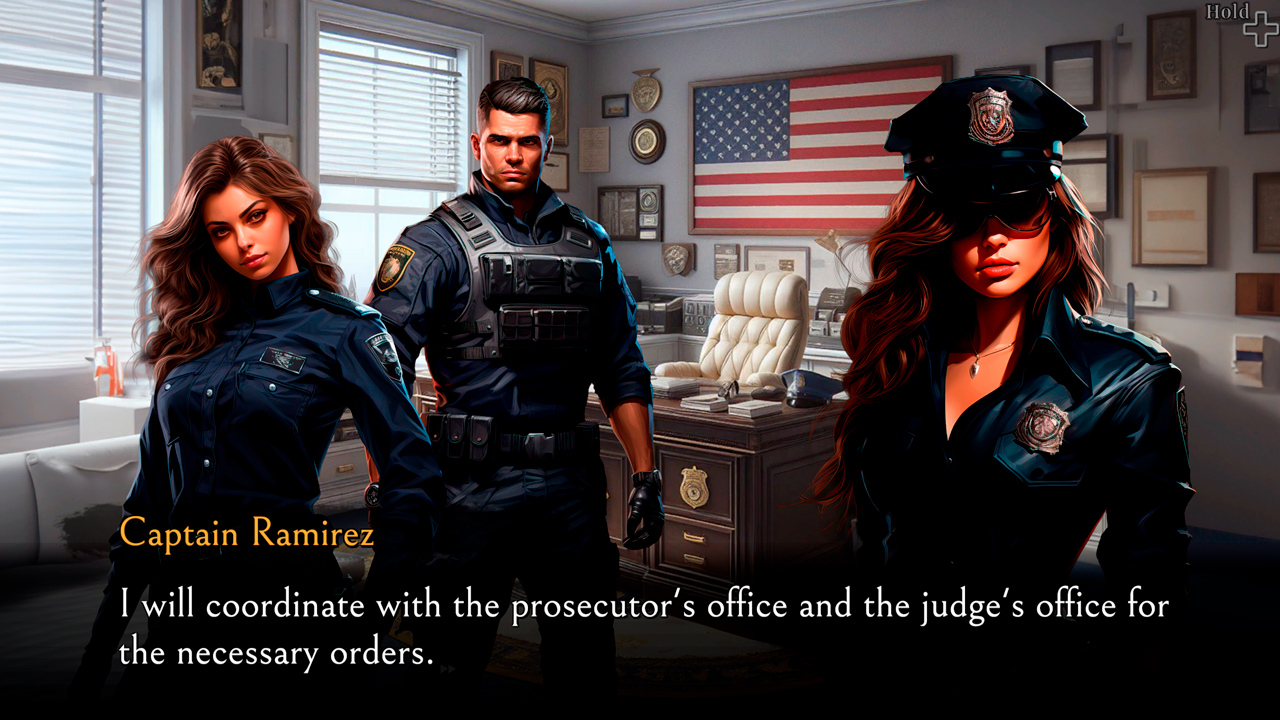 Hold
Captain Ramirez
I will coordinate with the prosecutor's office and the judge's office for
the necessary orders.